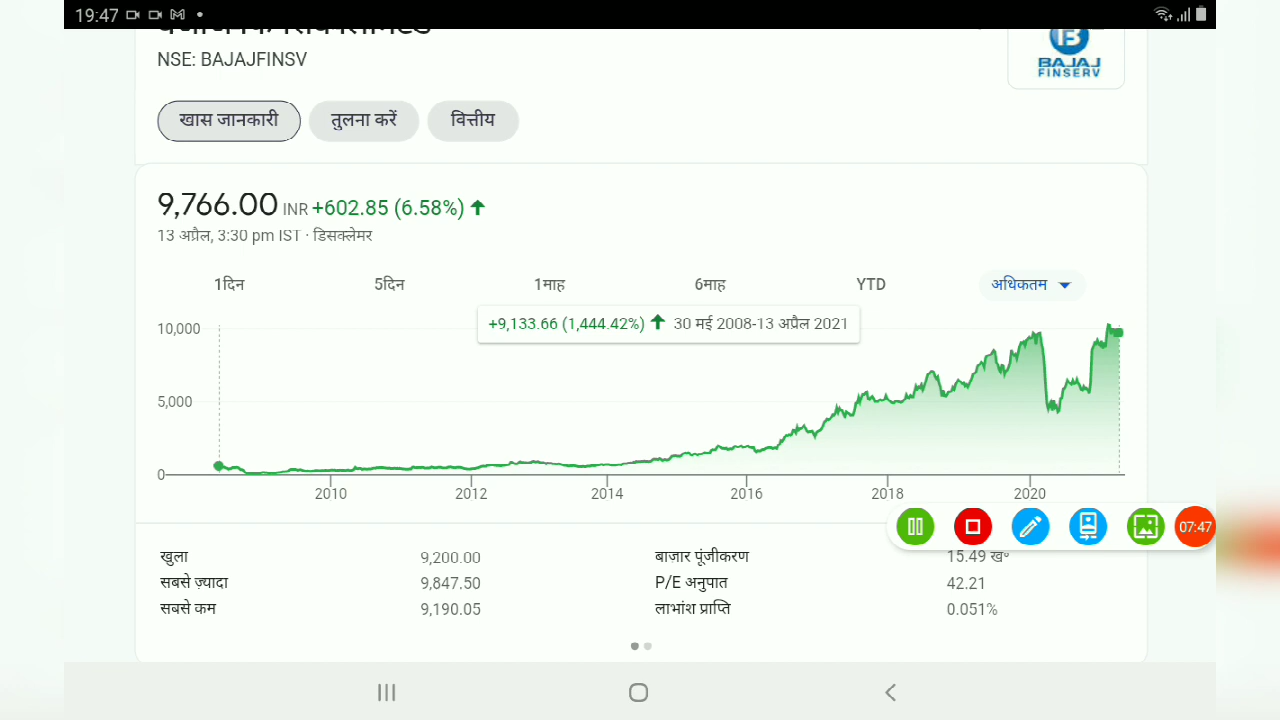 19:47
NSE: BAJAJFINSV
BAJAJ
FINSERV
खास जानकारी तुलना करें वित्तीय
9,766.00 INR +602.85 (6.58%)
13 अप्रैल, 3:30 pm IST · डिसक्लेमर
1दिन 5दिन 1माह 6माह YTD अधिकतम
+9,133.66 (1,444.42%) 30 मई 2008-13 अप्रैल 2021
10,000
5,000
0
2010 2012 2014 2016 2018 2020
07:47
खुला 9,200.00 बाज़ार पूंजीकरण 15.49 ख॰
सबसे ज़्यादा 9,847.50 P/E अनुपात 42.21
सबसे कम 9,190.05 लाभांश प्राप्ति 0.051%